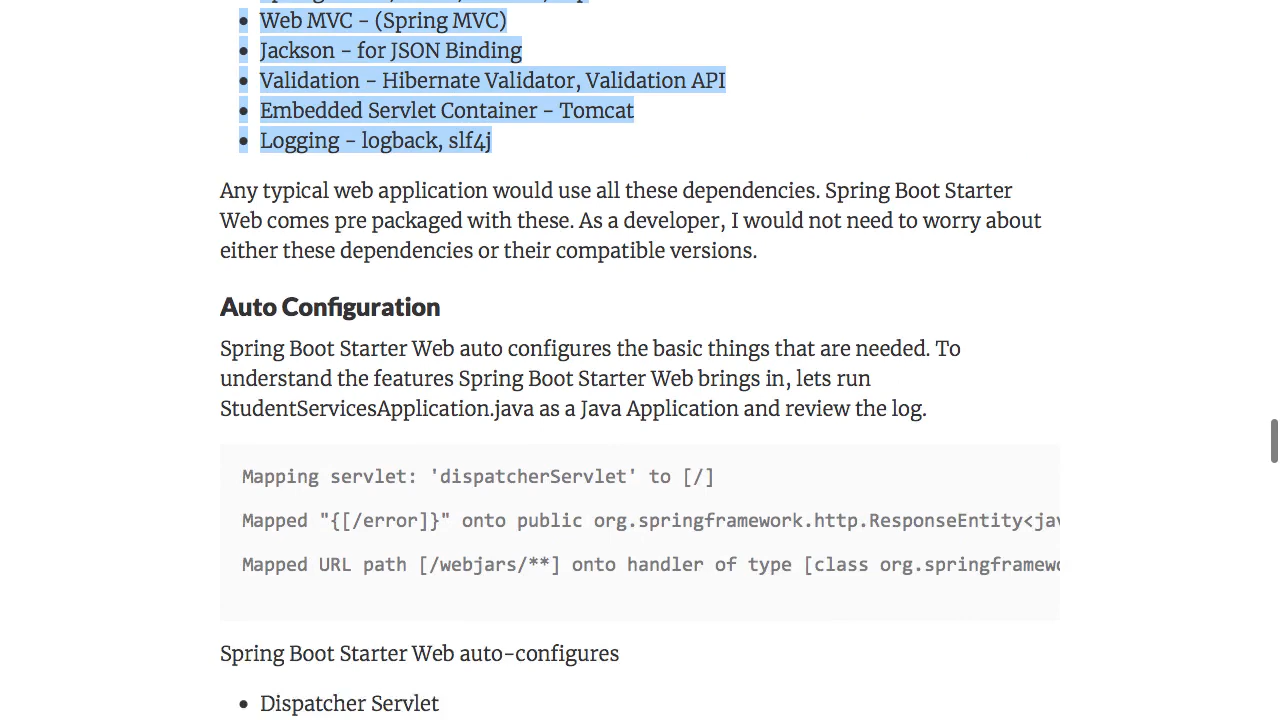 Web MVC - (Spring MVC)
Jackson - for JSON Binding
Validation - Hibernate Validator, Validation API
Embedded Servlet Container - Tomcat
Logging - logback, slf4j
Any typical web application would use all these dependencies. Spring Boot Starter
Web comes pre packaged with these. As a developer, I would not need to worry about
either these dependencies or their compatible versions.
Auto Configuration
Spring Boot Starter Web auto configures the basic things that are needed. To
understand the features Spring Boot Starter Web brings in, lets run
StudentServicesApplication.java as a Java Application and review the log.
Mapping servlet: 'dispatcherServlet' to [/]
Mapped "{[/error]}" onto public org.springframework.http.ResponseEntity<jav
Mapped URL path [/webjars/**] onto handler of type [class org.springframewo
Spring Boot Starter Web auto-configures
Dispatcher Servlet